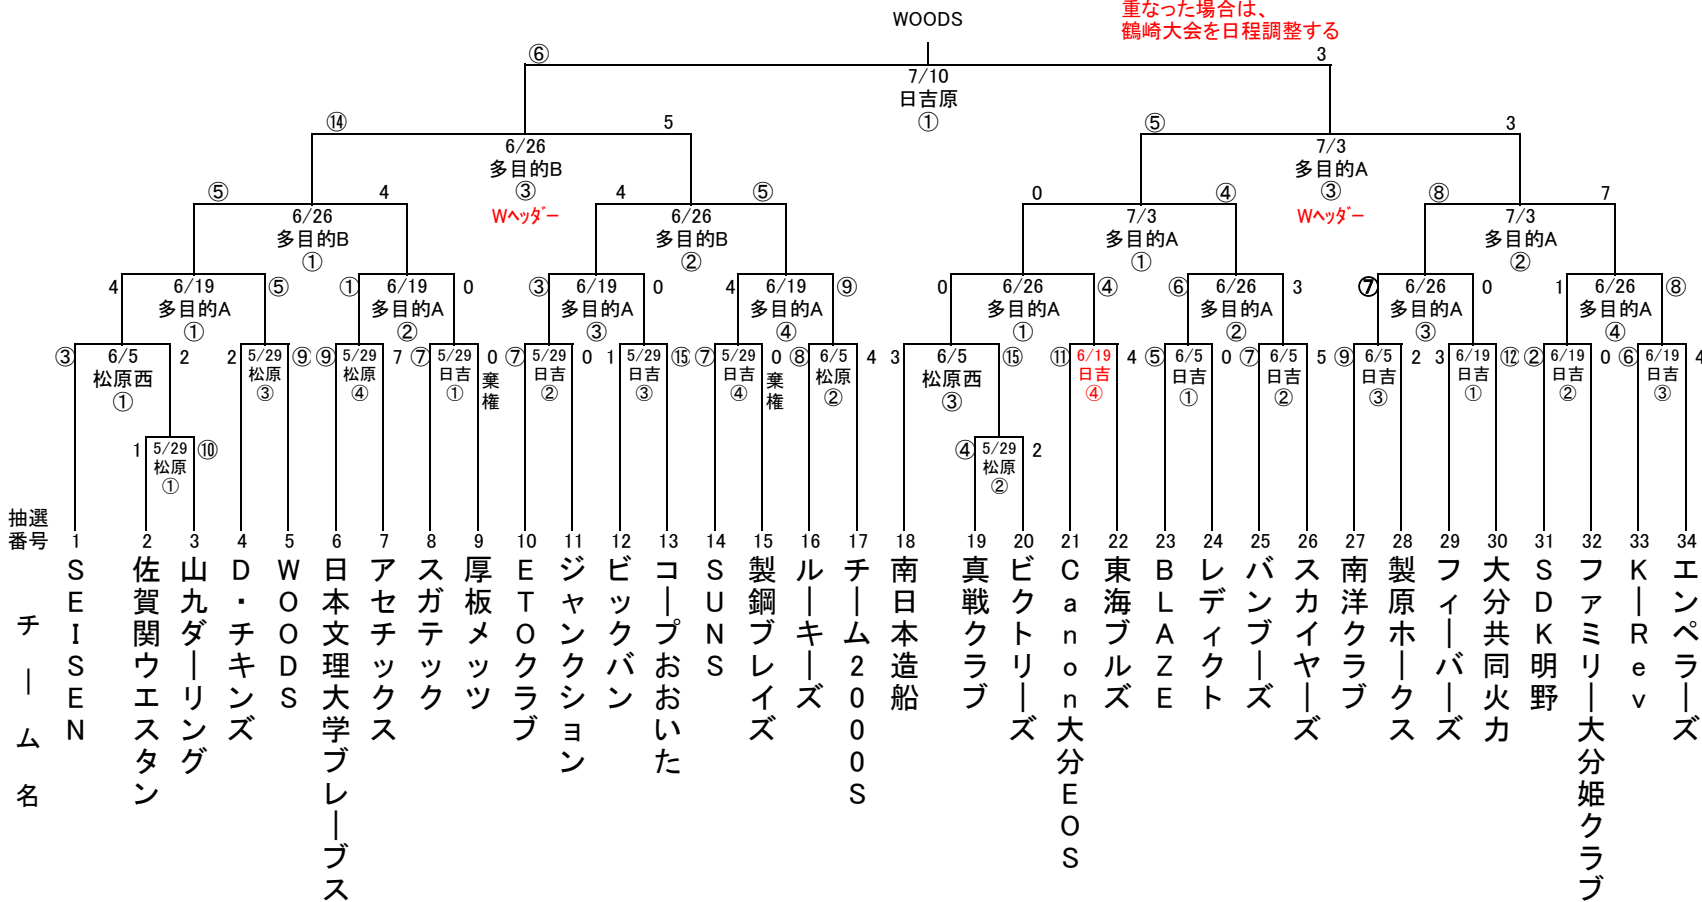 重なった場合は、
鶴崎大会を日程調整する
WOODS
⑥ 3
7/10
日吉原
①
⑭ 5 ⑤ 3
6/26 7/3
多目的B 多目的A
③ ③
Wヘッダー Wヘッダー
⑤ 4 4 ⑤ 0 ④ ⑧ 7
6/26 6/26 7/3 7/3
多目的B 多目的B 多目的A 多目的A
① ② ① ②
4 6/19 ⑤ ① 6/19 0 ③ 6/19 0 4 6/19 ⑨ 0 6/26 ④ ⑥ 6/26 3 ⑦ 6/26 0 1 6/26 ⑧
多目的A 多目的A 多目的A 多目的A 多目的A 多目的A 多目的A 多目的A
① ② ③ ④ ① ② ③ ④
③ 6/5 2 2 5/29 ⑨ ⑨ 5/29 7 ⑦ 5/29 0 ⑦ 5/29 0 1 5/29 ⑮ ⑦ 5/29 0 ⑧ 6/5 4 3 6/5 ⑮ ⑪ 6/19 4 ⑤ 6/5 0 ⑦ 6/5 5 ⑨ 6/5 2 3 6/19 ⑫ ② 6/19 0 ⑥ 6/19 4
松原西 松原 松原 日吉 棄権 日吉 日吉 日吉 棄権 松原 松原西 日吉 日吉 日吉 日吉 日吉 日吉 日吉
① ③ ④ ① ② ③ ④ ② ③ ④ ① ② ③ ① ② ③
1 5/29 ⑩ ④ 5/29 2
松原 松原
① ②
抽選
番号 1 2 3 4 5 6 7 8 9 10 11 12 13 14 15 16 17 18 19 20 21 22 23 24 25 26 27 28 29 30 31 32 33 34
チーム名
SEISEN
佐賀関ウエスタン
山九ダーリング
D・チキンズ
WOODS
日本文理大学ブレーブス
アセチックス
スガテック
厚板メッツ
ETOクラブ
ジャンクション
ビックバン
コープおおいた
SUNS
製鋼ブレイズ
ルーキーズ
チーム2000S
南日本造船
真戦クラブ
ビクトリーズ
Canon大分EOS
東海ブルズ
BLAZE
レディクト
バンブーズ
スカイヤーズ
南洋クラブ
製原ホークス
フィーバーズ
大分共同火力
SDK明野
ファミリー大分姫クラブ
K―Rev
エンペラーズ